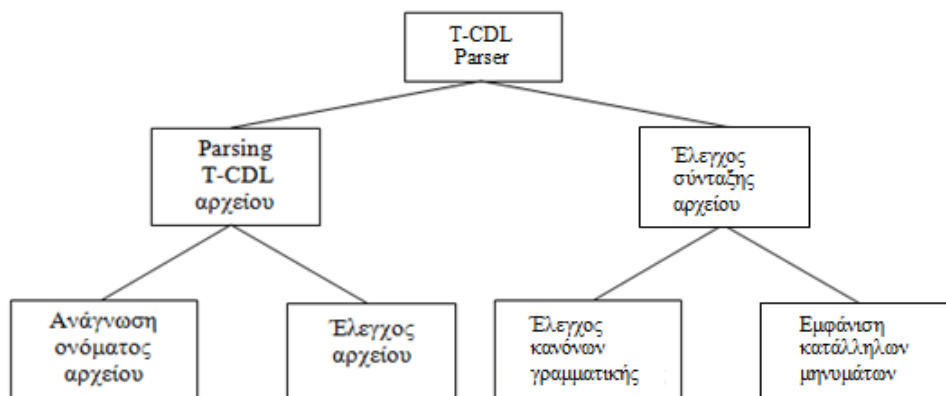 T-CDL
Parser
Parsing
T-CDL
αρχείου
Έλεγχος
σύνταξης
αρχείου
Ανάγνωση
ονόματος
αρχείου
Έλεγχος
αρχείου
Έλεγχος
κανόνων
γραμματικής
Εμφάνιση
κατάλληλων
μηνυμάτων